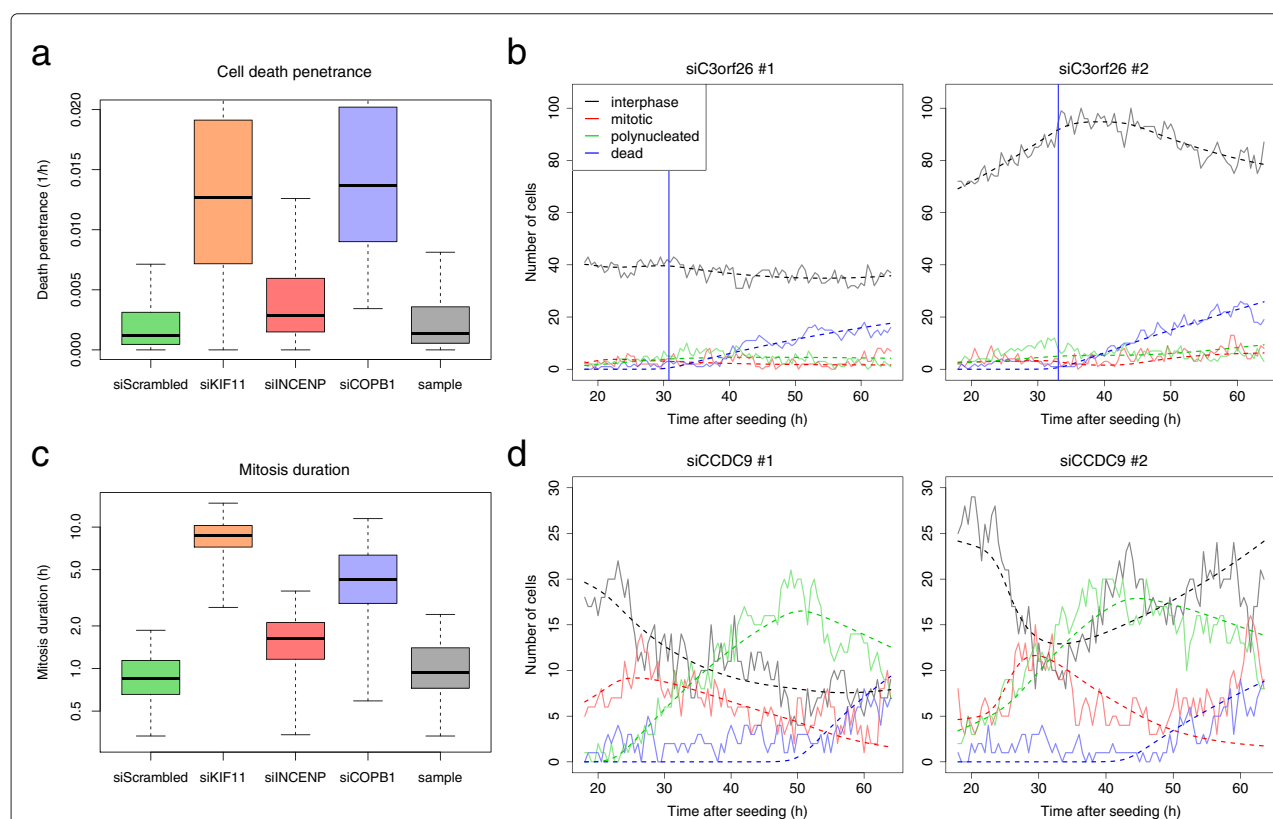 a
Cell death penetrance
Death penetrance (1/h)
0.020
0.015
0.010
0.005
0.000
siScrambled siKIF11 siINCENP siCOPB1 sample
b
siC3orf26 #1
interphase
mitotic
polynucleated
dead
Number of cells
100
80
60
40
20
0
20 30 40 50 60
Time after seeding (h)
siC3orf26 #2
100
80
60
40
20
0
20 30 40 50 60
Time after seeding (h)
c
Mitosis duration
Mitosis duration (h)
10.0
5.0
2.0
1.0
0.5
siScrambled siKIF11 siINCENP siCOPB1 sample
d
siCCDC9 #1
Number of cells
30
25
20
15
10
5
0
20 30 40 50 60
Time after seeding (h)
siCCDC9 #2
30
25
20
15
10
5
0
20 30 40 50 60
Time after seeding (h)